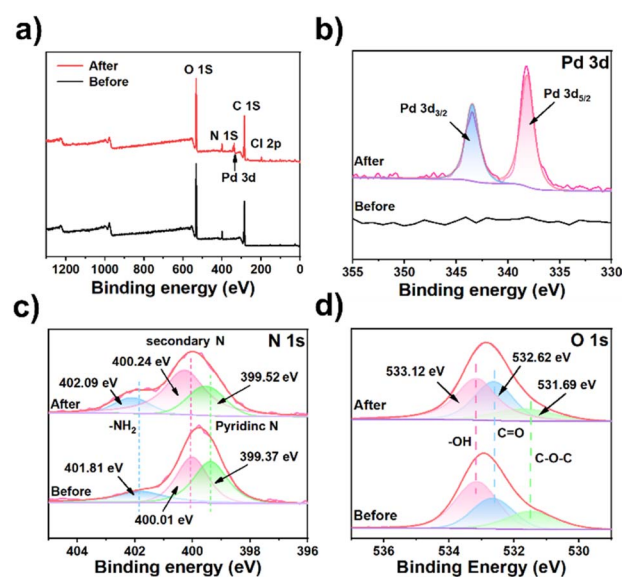 a)
After
Before
O 1S
C 1S
N 1S
Cl 2p
Pd 3d
1200 1000 800 600 400 200 0
Binding energy (eV)
b)
Pd 3d
Pd 3d5/2
Pd 3d3/2
After
Before
355 350 345 340 335 330
Binding energy (eV)
c)
N 1s
secondary N
400.24 eV
402.09 eV
399.52 eV
After
-NH2
Pyridinc N
401.81 eV
399.37 eV
Before
400.01 eV
404 402 400 398 396
Binding energy (eV)
d)
O 1s
532.62 eV
533.12 eV
531.69 eV
After
-OH
C=O
C-O-C
Before
536 534 532 530
Binding Energy (eV)